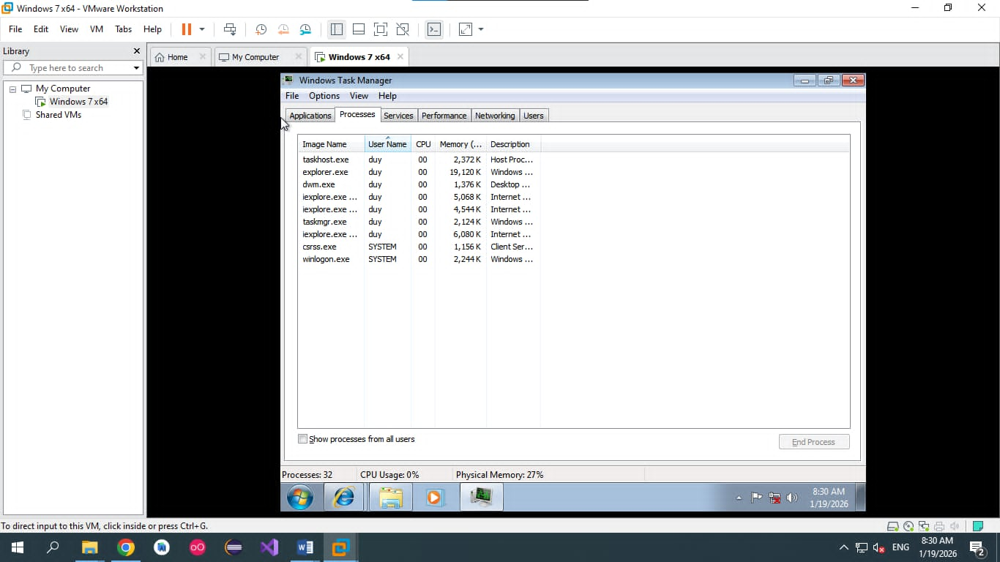 Windows 7 x64 - VMware Workstation
File Edit View VM Tabs Help
Library
Home My Computer Windows 7 x64
Type here to search
My Computer
Windows 7 x64
Shared VMs
Windows Task Manager
File Options View Help
Applications Processes Services Performance Networking Users
Image Name User Name CPU Memory (... Description
taskhost.exe duy 00 2,372 K Host Proc...
explorer.exe duy 00 19,120 K Windows ...
dwm.exe duy 00 1,376 K Desktop ...
iexplore.exe ... duy 00 5,068 K Internet ...
iexplore.exe ... duy 00 4,544 K Internet ...
taskmgr.exe duy 00 2,124 K Windows ...
iexplore.exe ... duy 00 6,080 K Internet ...
csrss.exe SYSTEM 00 1,156 K Client Ser...
winlogon.exe SYSTEM 00 2,244 K Windows ...
Show processes from all users
End Process
Processes: 32 CPU Usage: 0% Physical Memory: 27%
8:30 AM
1/19/2026
To direct input to this VM, click inside or press Ctrl+G.
ENG
8:30 AM
1/19/2026
2